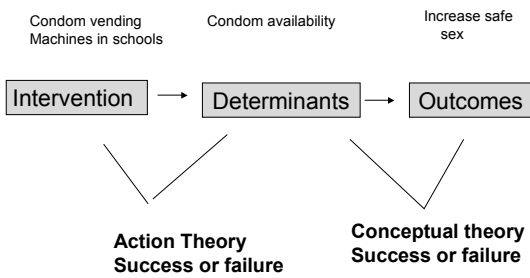 Condom vending
Machines in schools
Condom availability
Increase safe
sex
Intervention
Determinants
Outcomes
Action Theory
Success or failure
Conceptual theory
Success or failure